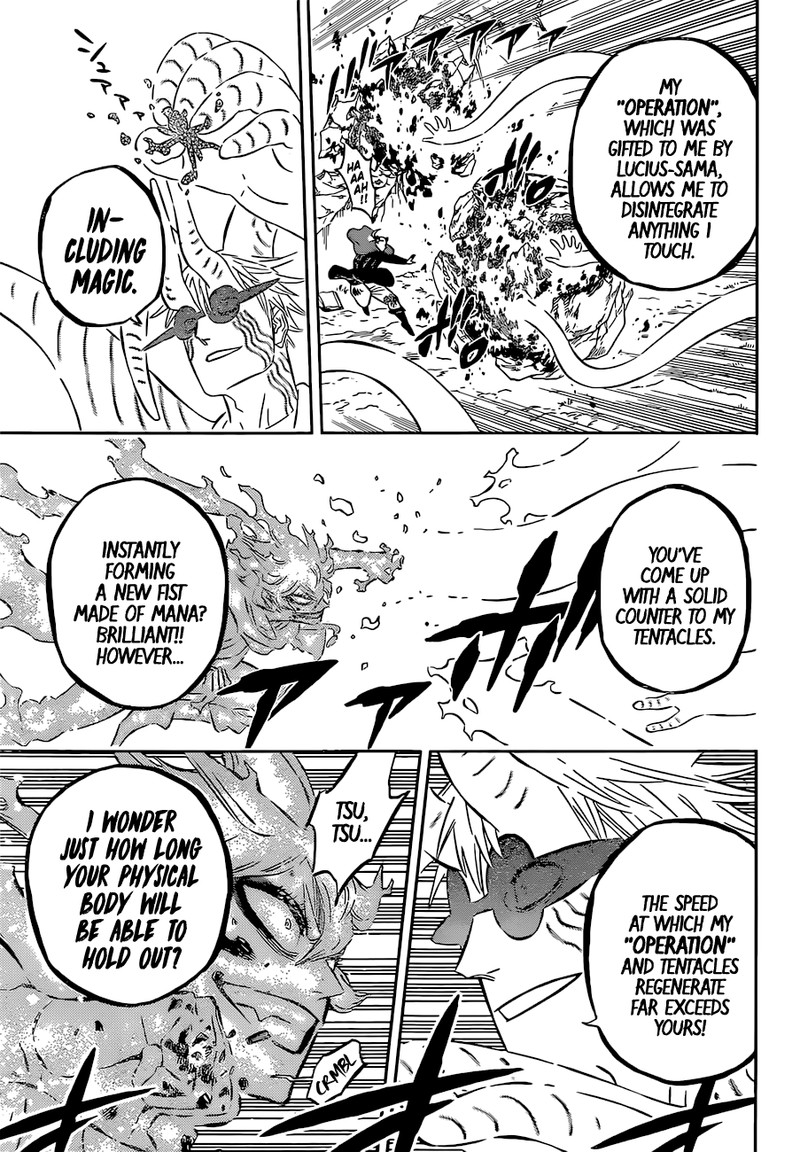 MY
"OPERATION",
WHICH WAS
GIFTED TO ME BY
LUCIUS-SAMA,
ALLOWS ME TO
DISINTEGRATE
ANYTHING I
TOUCH.
HA
AA
AH!!
IN-
CLUDING
MAGIC.
YOU'VE
COME UP
WITH A SOLID
COUNTER TO MY
TENTACLES.
INSTANTLY
FORMING
A NEW FIST
MADE OF MANA?
BRILLIANT!!
HOWEVER...
THE SPEED
AT WHICH MY
"OPERATION"
AND TENTACLES
REGENERATE
FAR EXCEEDS
YOURS!
TSU,
TSU...
I WONDER
JUST HOW LONG
YOUR PHYSICAL
BODY WILL
BE ABLE TO
HOLD OUT?
CRMBL